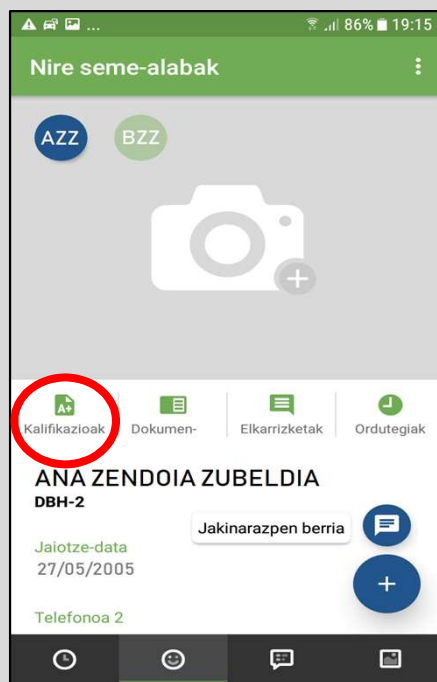 ... 86% 19:15
Nire seme-alabak
AZZ BZZ
A+
Kalifikazioak Dokumen- Elkarrizketak Ordutegiak
ANA ZENDOIA ZUBELDIA
DBH-2
Jakinarazpen berria
Jaiotze-data
27/05/2005
+
Telefonoa 2